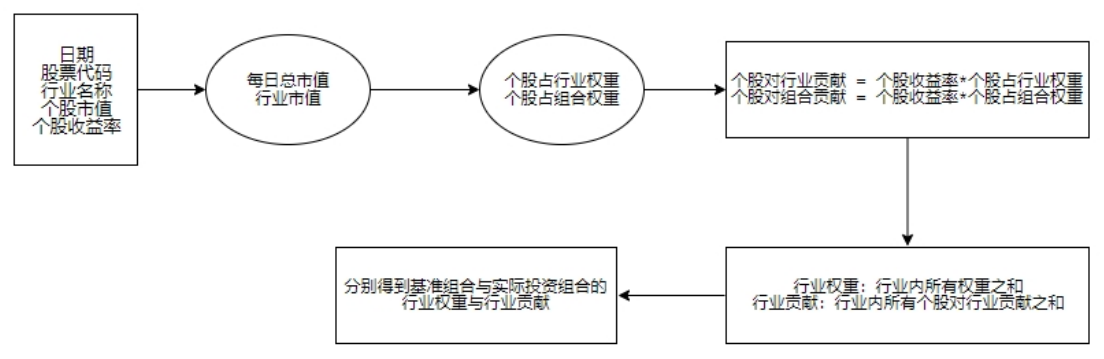 日期
股票代码
行业名称
个股市值
个股收益率
每日总市值
行业市值
个股占行业权重
个股占组合权重
个股对行业贡献 = 个股收益率*个股占行业权重
个股对组合贡献 = 个股收益率*个股占组合权重
行业权重：行业内所有权重之和
行业贡献：行业内所有个股对行业贡献之和
分别得到基准组合与实际投资组合的
行业权重与行业贡献